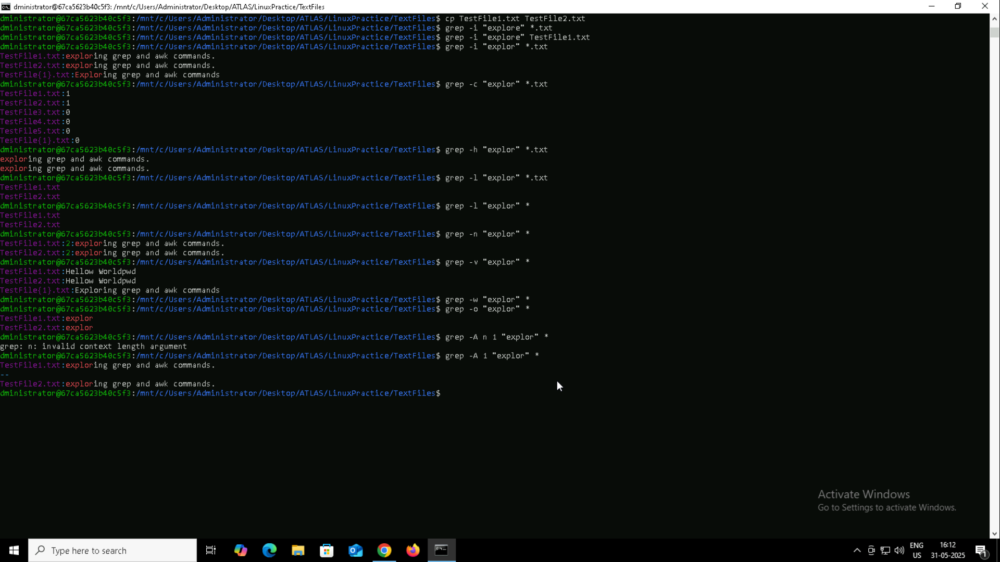 dministrator@67ca5623b40c5f3: /mnt/c/Users/Administrator/Desktop/ATLAS/LinuxPractice/TextFiles
dministrator@67ca5623b40c5f3:/mnt/c/Users/Administrator/Desktop/ATLAS/LinuxPractice/TextFiles$ cp TestFile1.txt TestFile2.txt
dministrator@67ca5623b40c5f3:/mnt/c/Users/Administrator/Desktop/ATLAS/LinuxPractice/TextFiles$ grep -i "explore" *.txt
dministrator@67ca5623b40c5f3:/mnt/c/Users/Administrator/Desktop/ATLAS/LinuxPractice/TextFiles$ grep -i "explore" TestFile1.txt
dministrator@67ca5623b40c5f3:/mnt/c/Users/Administrator/Desktop/ATLAS/LinuxPractice/TextFiles$ grep -i "explor" *.txt
TestFile1.txt:exploring grep and awk commands.
TestFile2.txt:exploring grep and awk commands.
TestFile{1}.txt:Exploring grep and awk commands
dministrator@67ca5623b40c5f3:/mnt/c/Users/Administrator/Desktop/ATLAS/LinuxPractice/TextFiles$ grep -c "explor" *.txt
TestFile1.txt:1
TestFile2.txt:1
TestFile3.txt:0
TestFile4.txt:0
TestFile5.txt:0
TestFile{1}.txt:0
dministrator@67ca5623b40c5f3:/mnt/c/Users/Administrator/Desktop/ATLAS/LinuxPractice/TextFiles$ grep -h "explor" *.txt
exploring grep and awk commands.
exploring grep and awk commands.
dministrator@67ca5623b40c5f3:/mnt/c/Users/Administrator/Desktop/ATLAS/LinuxPractice/TextFiles$ grep -l "explor" *.txt
TestFile1.txt
TestFile2.txt
dministrator@67ca5623b40c5f3:/mnt/c/Users/Administrator/Desktop/ATLAS/LinuxPractice/TextFiles$ grep -l "explor" *
TestFile1.txt
TestFile2.txt
dministrator@67ca5623b40c5f3:/mnt/c/Users/Administrator/Desktop/ATLAS/LinuxPractice/TextFiles$ grep -n "explor" *
TestFile1.txt:2:exploring grep and awk commands.
TestFile2.txt:2:exploring grep and awk commands.
dministrator@67ca5623b40c5f3:/mnt/c/Users/Administrator/Desktop/ATLAS/LinuxPractice/TextFiles$ grep -v "explor" *
TestFile1.txt:Hellow Worldpwd
TestFile2.txt:Hellow Worldpwd
TestFile{1}.txt:Exploring grep and awk commands
dministrator@67ca5623b40c5f3:/mnt/c/Users/Administrator/Desktop/ATLAS/LinuxPractice/TextFiles$ grep -w "explor" *
dministrator@67ca5623b40c5f3:/mnt/c/Users/Administrator/Desktop/ATLAS/LinuxPractice/TextFiles$ grep -o "explor" *
TestFile1.txt:explor
TestFile2.txt:explor
dministrator@67ca5623b40c5f3:/mnt/c/Users/Administrator/Desktop/ATLAS/LinuxPractice/TextFiles$ grep -A n 1 "explor" *
grep: n: invalid context length argument
dministrator@67ca5623b40c5f3:/mnt/c/Users/Administrator/Desktop/ATLAS/LinuxPractice/TextFiles$ grep -A 1 "explor" *
TestFile1.txt:exploring grep and awk commands.
--
TestFile2.txt:exploring grep and awk commands.
dministrator@67ca5623b40c5f3:/mnt/c/Users/Administrator/Desktop/ATLAS/LinuxPractice/TextFiles$
Activate Windows
Go to Settings to activate Windows.
Type here to search
ENG
US
16:12
31-05-2025
1